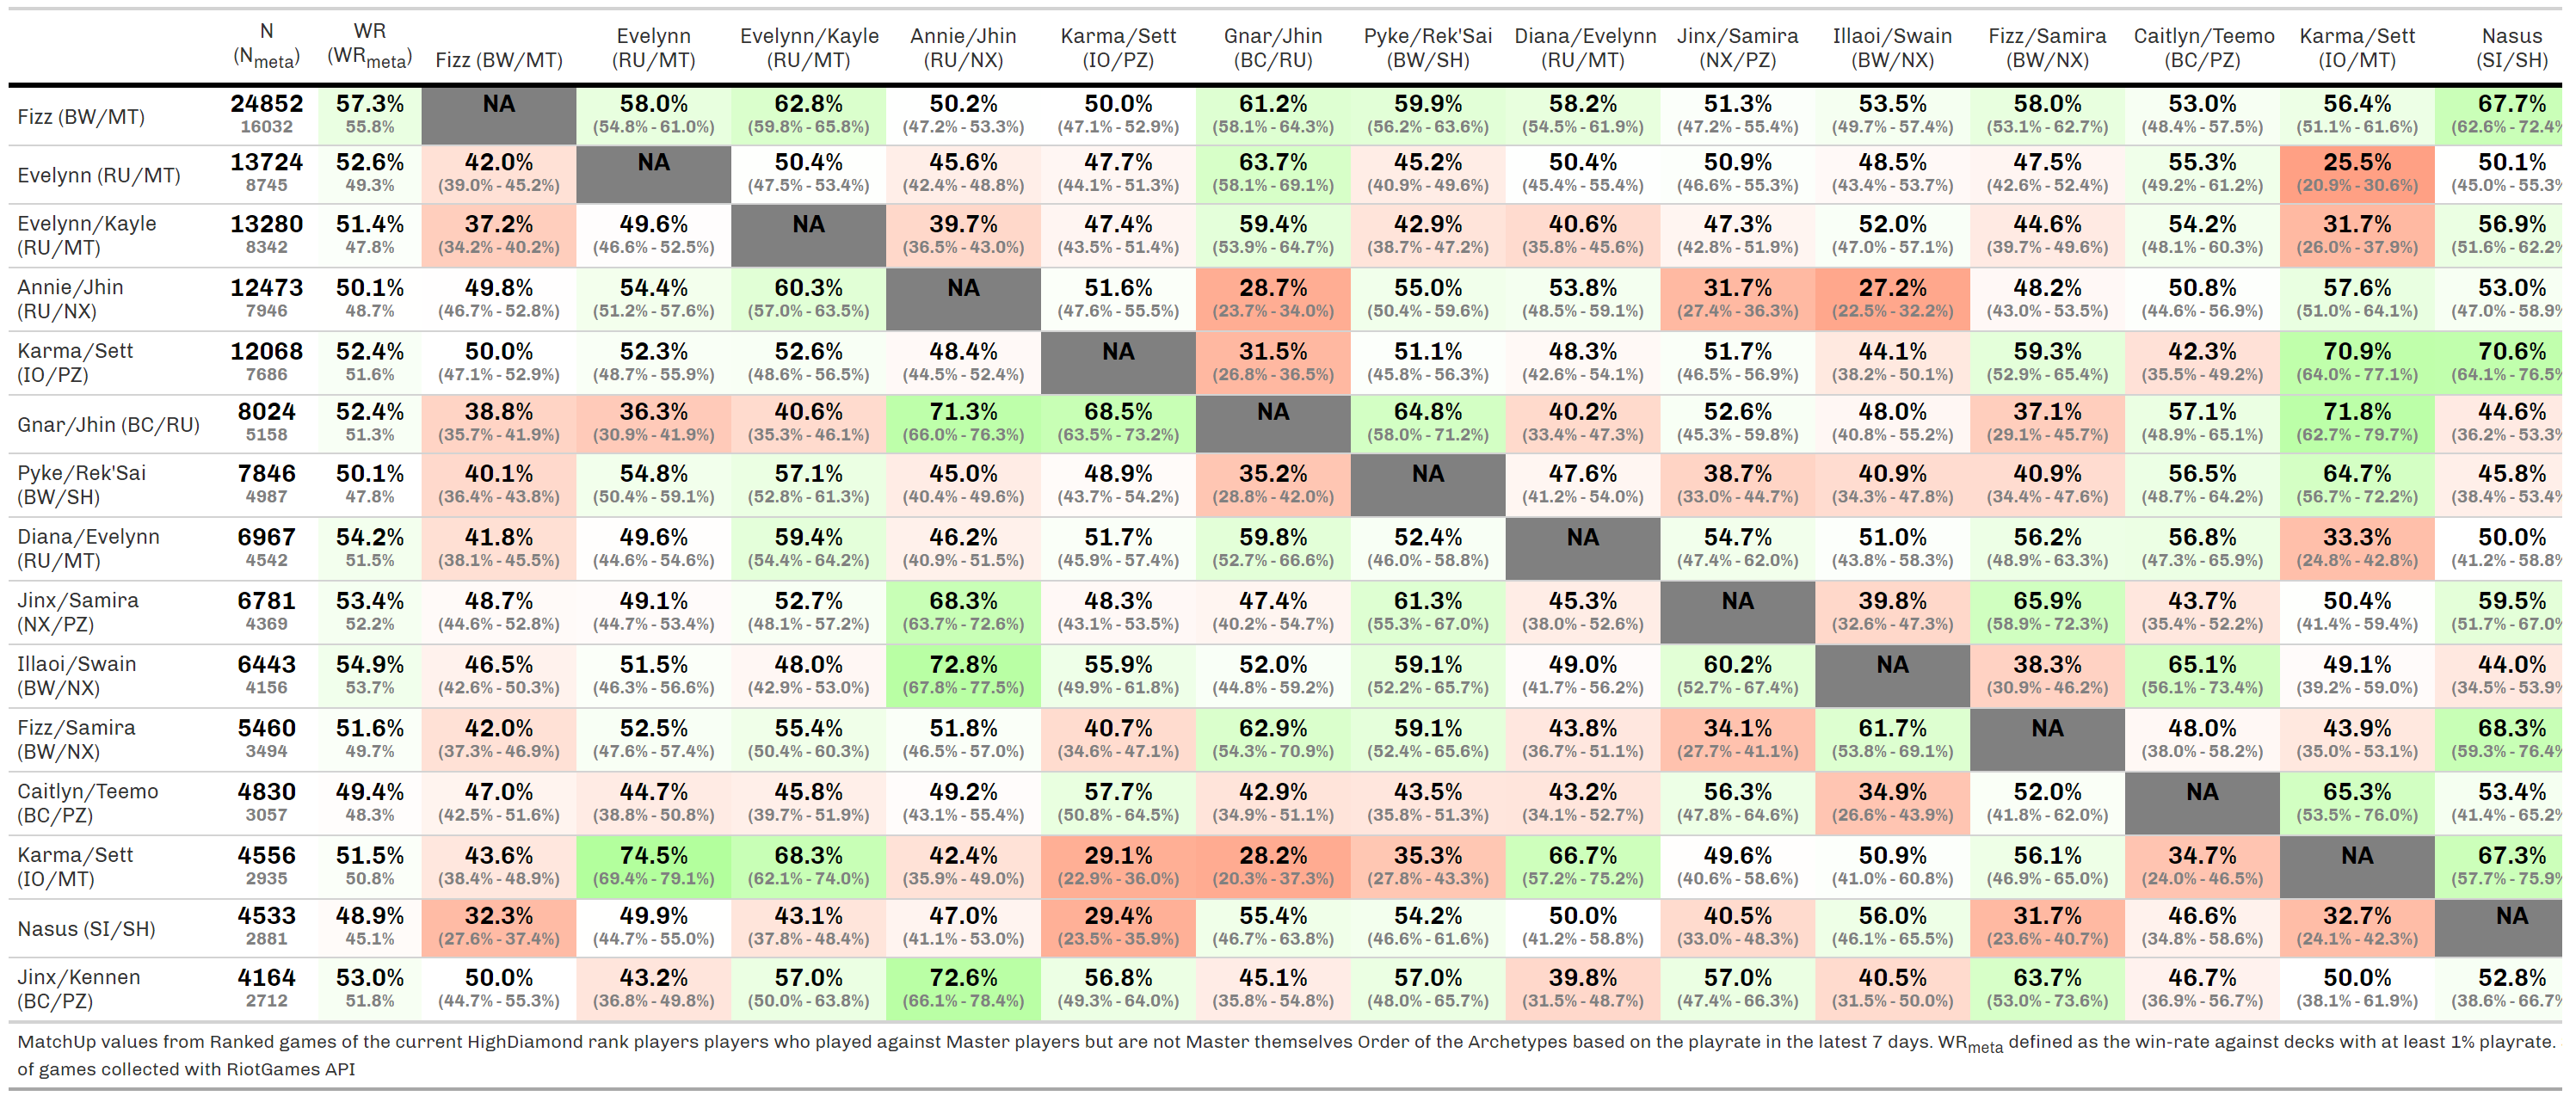 N WR Evelynn Evelynn/Kayle Annie/Jhin Karma/Sett Gnar/Jhin Pyke/Rek'Sai Diana/Evelynn Jinx/Samira Illaoi/Swain Fizz/Samira Caitlyn/Teemo Karma/Sett Nasus
(Nmeta) (WRmeta) Fizz (BW/MT) (RU/MT) (RU/MT) (RU/NX) (IO/PZ) (BC/RU) (BW/SH) (RU/MT) (NX/PZ) (BW/NX) (BW/NX) (BC/PZ) (IO/MT) (SI/SH)
Fizz (BW/MT) 24852 57.3% NA 58.0% 62.8% 50.2% 50.0% 61.2% 59.9% 58.2% 51.3% 53.5% 58.0% 53.0% 56.4% 67.7%
16032 55.8% (54.8% - 61.0%) (59.8% - 65.8%) (47.2% - 53.3%) (47.1% - 52.9%) (58.1% - 64.3%) (56.2% - 63.6%) (54.5% - 61.9%) (47.2% - 55.4%) (49.7% - 57.4%) (53.1% - 62.7%) (48.4% - 57.5%) (51.1% - 61.6%) (62.6% - 72.4%
Evelynn (RU/MT) 13724 52.6% 42.0% NA 50.4% 45.6% 47.7% 63.7% 45.2% 50.4% 50.9% 48.5% 47.5% 55.3% 25.5% 50.1%
8745 49.3% (39.0% - 45.2%) (47.5% - 53.4%) (42.4% - 48.8%) (44.1% - 51.3%) (58.1% - 69.1%) (40.9% - 49.6%) (45.4% - 55.4%) (46.6% - 55.3%) (43.4% - 53.7%) (42.6% - 52.4%) (49.2% - 61.2%) (20.9% - 30.6%) (45.0% - 55.3%
Evelynn/Kayle 13280 51.4% 37.2% 49.6% NA 39.7% 47.4% 59.4% 42.9% 40.6% 47.3% 52.0% 44.6% 54.2% 31.7% 56.9%
(RU/MT) 8342 47.8% (34.2% - 40.2%) (46.6% - 52.5%) (36.5% - 43.0%) (43.5% - 51.4%) (53.9% - 64.7%) (38.7% - 47.2%) (35.8% - 45.6%) (42.8% - 51.9%) (47.0% - 57.1%) (39.7% - 49.6%) (48.1% - 60.3%) (26.0% - 37.9%) (51.6% - 62.2%
Annie/Jhin 12473 50.1% 49.8% 54.4% 60.3% NA 51.6% 28.7% 55.0% 53.8% 31.7% 27.2% 48.2% 50.8% 57.6% 53.0%
(RU/NX) 7946 48.7% (46.7% - 52.8%) (51.2% - 57.6%) (57.0% - 63.5%) (47.6% - 55.5%) (23.7% - 34.0%) (50.4% - 59.6%) (48.5% - 59.1%) (27.4% - 36.3%) (22.5% - 32.2%) (43.0% - 53.5%) (44.6% - 56.9%) (51.0% - 64.1%) (47.0% - 58.9%
Karma/Sett 12068 52.4% 50.0% 52.3% 52.6% 48.4% NA 31.5% 51.1% 48.3% 51.7% 44.1% 59.3% 42.3% 70.9% 70.6%
(IO/PZ) 7686 51.6% (47.1% - 52.9%) (48.7% - 55.9%) (48.6% - 56.5%) (44.5% - 52.4%) (26.8% - 36.5%) (45.8% - 56.3%) (42.6% - 54.1%) (46.5% - 56.9%) (38.2% - 50.1%) (52.9% - 65.4%) (35.5% - 49.2%) (64.0% - 77.1%) (64.1% - 76.5%
Gnar/Jhin (BC/RU) 8024 52.4% 38.8% 36.3% 40.6% 71.3% 68.5% NA 64.8% 40.2% 52.6% 48.0% 37.1% 57.1% 71.8% 44.6%
5158 51.3% (35.7% - 41.9%) (30.9% - 41.9%) (35.3% - 46.1%) (66.0% - 76.3%) (63.5% - 73.2%) (58.0% - 71.2%) (33.4% - 47.3%) (45.3% - 59.8%) (40.8% - 55.2%) (29.1% - 45.7%) (48.9% - 65.1%) (62.7% - 79.7%) (36.2% - 53.3%
Pyke/Rek'Sai 7846 50.1% 40.1% 54.8% 57.1% 45.0% 48.9% 35.2% NA 47.6% 38.7% 40.9% 40.9% 56.5% 64.7% 45.8%
(BW/SH) 4987 47.8% (36.4% - 43.8%) (50.4% - 59.1%) (52.8% - 61.3%) (40.4% - 49.6%) (43.7% - 54.2%) (28.8% - 42.0%) (41.2% - 54.0%) (33.0% - 44.7%) (34.3% - 47.8%) (34.4% - 47.6%) (48.7% - 64.2%) (56.7% - 72.2%) (38.4% - 53.4%
Diana/Evelynn 6967 54.2% 41.8% 49.6% 59.4% 46.2% 51.7% 59.8% 52.4% NA 54.7% 51.0% 56.2% 56.8% 33.3% 50.0%
(RU/MT) 4542 51.5% (38.1% - 45.5%) (44.6% - 54.6%) (54.4% - 64.2%) (40.9% - 51.5%) (45.9% - 57.4%) (52.7% - 66.6%) (46.0% - 58.8%) (47.4% - 62.0%) (43.8% - 58.3%) (48.9% - 63.3%) (47.3% - 65.9%) (24.8% - 42.8%) (41.2% - 58.8%
Jinx/Samira 6781 53.4% 48.7% 49.1% 52.7% 68.3% 48.3% 47.4% 61.3% 45.3% NA 39.8% 65.9% 43.7% 50.4% 59.5%
(NX/PZ) 4369 52.2% (44.6% - 52.8%) (44.7% - 53.4%) (48.1% - 57.2%) (63.7% - 72.6%) (43.1% - 53.5%) (40.2% - 54.7%) (55.3% - 67.0%) (38.0% - 52.6%) (32.6% - 47.3%) (58.9% - 72.3%) (35.4% - 52.2%) (41.4% - 59.4%) (51.7% - 67.0%
Illaoi/Swain 6443 54.9% 46.5% 51.5% 48.0% 72.8% 55.9% 52.0% 59.1% 49.0% 60.2% NA 38.3% 65.1% 49.1% 44.0%
(BW/NX) 4156 53.7% (42.6% - 50.3%) (46.3% - 56.6%) (42.9% - 53.0%) (67.8% - 77.5%) (49.9% - 61.8%) (44.8% - 59.2%) (52.2% - 65.7%) (41.7% - 56.2%) (52.7% - 67.4%) (30.9% - 46.2%) (56.1% - 73.4%) (39.2% - 59.0%) (34.5% - 53.9%
Fizz/Samira 5460 51.6% 42.0% 52.5% 55.4% 51.8% 40.7% 62.9% 59.1% 43.8% 34.1% 61.7% NA 48.0% 43.9% 68.3%
(BW/NX) 3494 49.7% (37.3% - 46.9%) (47.6% - 57.4%) (50.4% - 60.3%) (46.5% - 57.0%) (34.6% - 47.1%) (54.3% - 70.9%) (52.4% - 65.6%) (36.7% - 51.1%) (27.7% - 41.1%) (53.8% - 69.1%) (38.0% - 58.2%) (35.0% - 53.1%) (59.3% - 76.4%
Caitlyn/Teemo 4830 49.4% 47.0% 44.7% 45.8% 49.2% 57.7% 42.9% 43.5% 43.2% 56.3% 34.9% 52.0% NA 65.3% 53.4%
(BC/PZ) 3057 48.3% (42.5% - 51.6%) (38.8% - 50.8%) (39.7% - 51.9%) (43.1% - 55.4%) (50.8% - 64.5%) (34.9% - 51.1%) (35.8% - 51.3%) (34.1% - 52.7%) (47.8% - 64.6%) (26.6% - 43.9%) (41.8% - 62.0%) (53.5% - 76.0%) (41.4% - 65.2%
Karma/Sett 4556 51.5% 43.6% 74.5% 68.3% 42.4% 29.1% 28.2% 35.3% 66.7% 49.6% 50.9% 56.1% 34.7% NA 67.3%
(IO/MT) 2935 50.8% (38.4% - 48.9%) (69.4% - 79.1%) (62.1% - 74.0%) (35.9% - 49.0%) (22.9% - 36.0%) (20.3% - 37.3%) (27.8% - 43.3%) (57.2% - 75.2%) (40.6% - 58.6%) (41.0% - 60.8%) (46.9% - 65.0%) (24.0% - 46.5%) (57.7% - 75.9%
Nasus (SI/SH) 4533 48.9% 32.3% 49.9% 43.1% 47.0% 29.4% 55.4% 54.2% 50.0% 40.5% 56.0% 31.7% 46.6% 32.7% NA
2881 45.1% (27.6% - 37.4%) (44.7% - 55.0%) (37.8% - 48.4%) (41.1% - 53.0%) (23.5% - 35.9%) (46.7% - 63.8%) (46.6% - 61.6%) (41.2% - 58.8%) (33.0% - 48.3%) (46.1% - 65.5%) (23.6% - 40.7%) (34.8% - 58.6%) (24.1% - 42.3%)
Jinx/Kennen 4164 53.0% 50.0% 43.2% 57.0% 72.6% 56.8% 45.1% 57.0% 39.8% 57.0% 40.5% 63.7% 46.7% 50.0% 52.8%
(BC/PZ) 2712 51.8% (44.7% - 55.3%) (36.8% - 49.8%) (50.0% - 63.8%) (66.1% - 78.4%) (49.3% - 64.0%) (35.8% - 54.8%) (48.0% - 65.7%) (31.5% - 48.7%) (47.4% - 66.3%) (31.5% - 50.0%) (53.0% - 73.6%) (36.9% - 56.7%) (38.1% - 61.9%) (38.6% - 66.7%
MatchUp values from Ranked games of the current HighDiamond rank players players who played against Master players but are not Master themselves Order of the Archetypes based on the playrate in the latest 7 days. WRmeta defined as the win-rate against decks with at least 1% playrate.
of games collected with RiotGames API